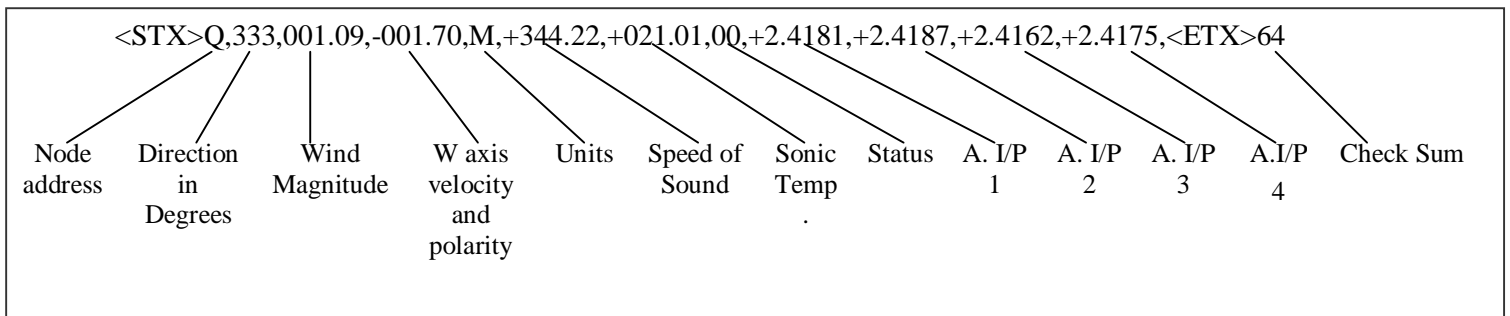 <STX>Q,333,001.09,-001.70,M,+344.22,+021.01,00,+2.4181,+2.4187,+2.4162,+2.4175,<ETX>64
Node address
Direction in Degrees
Wind Magnitude
W axis velocity and polarity
Units
Speed of Sound
Sonic Temp .
Status
A. I/P 1
A. I/P 2
A. I/P 3
A.I/P 4
Check Sum